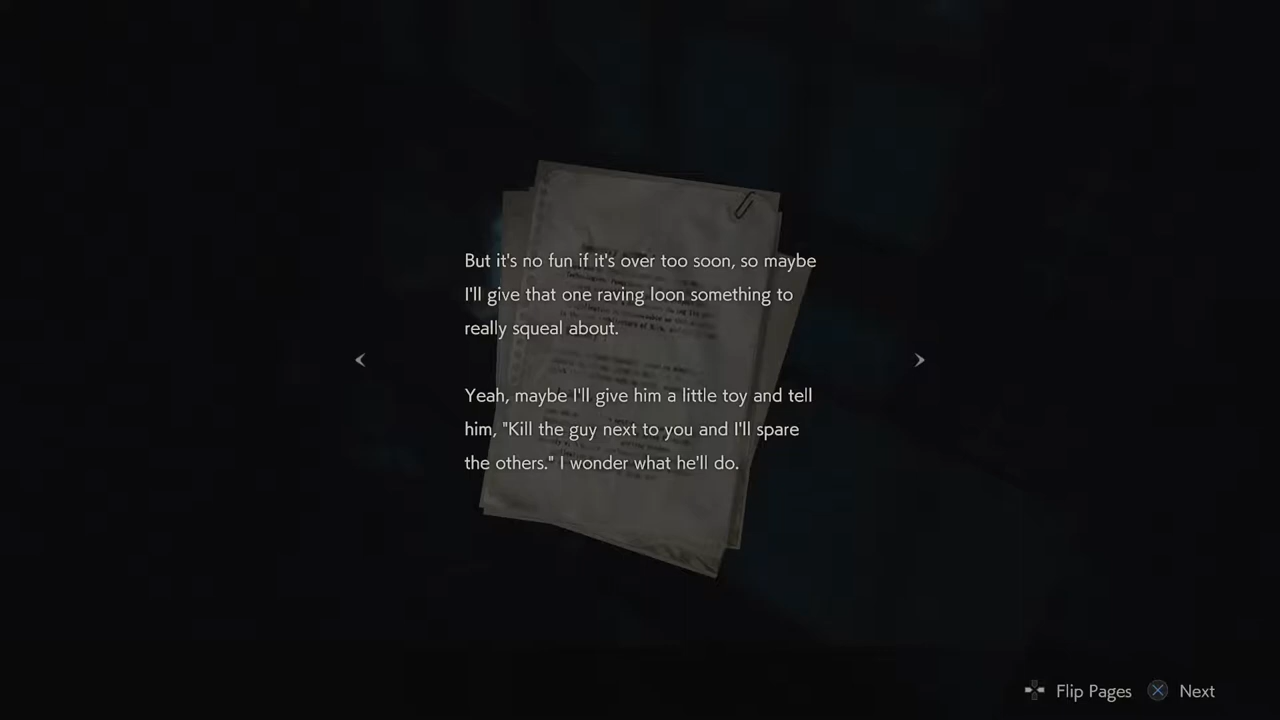 But it's no fun if it's over too soon, so maybe
I'll give that one raving loon something to
really squeal about.
Yeah, maybe I'll give him a little toy and tell
him, "Kill the guy next to you and I'll spare
the others." I wonder what he'll do.
Flip Pages
Next